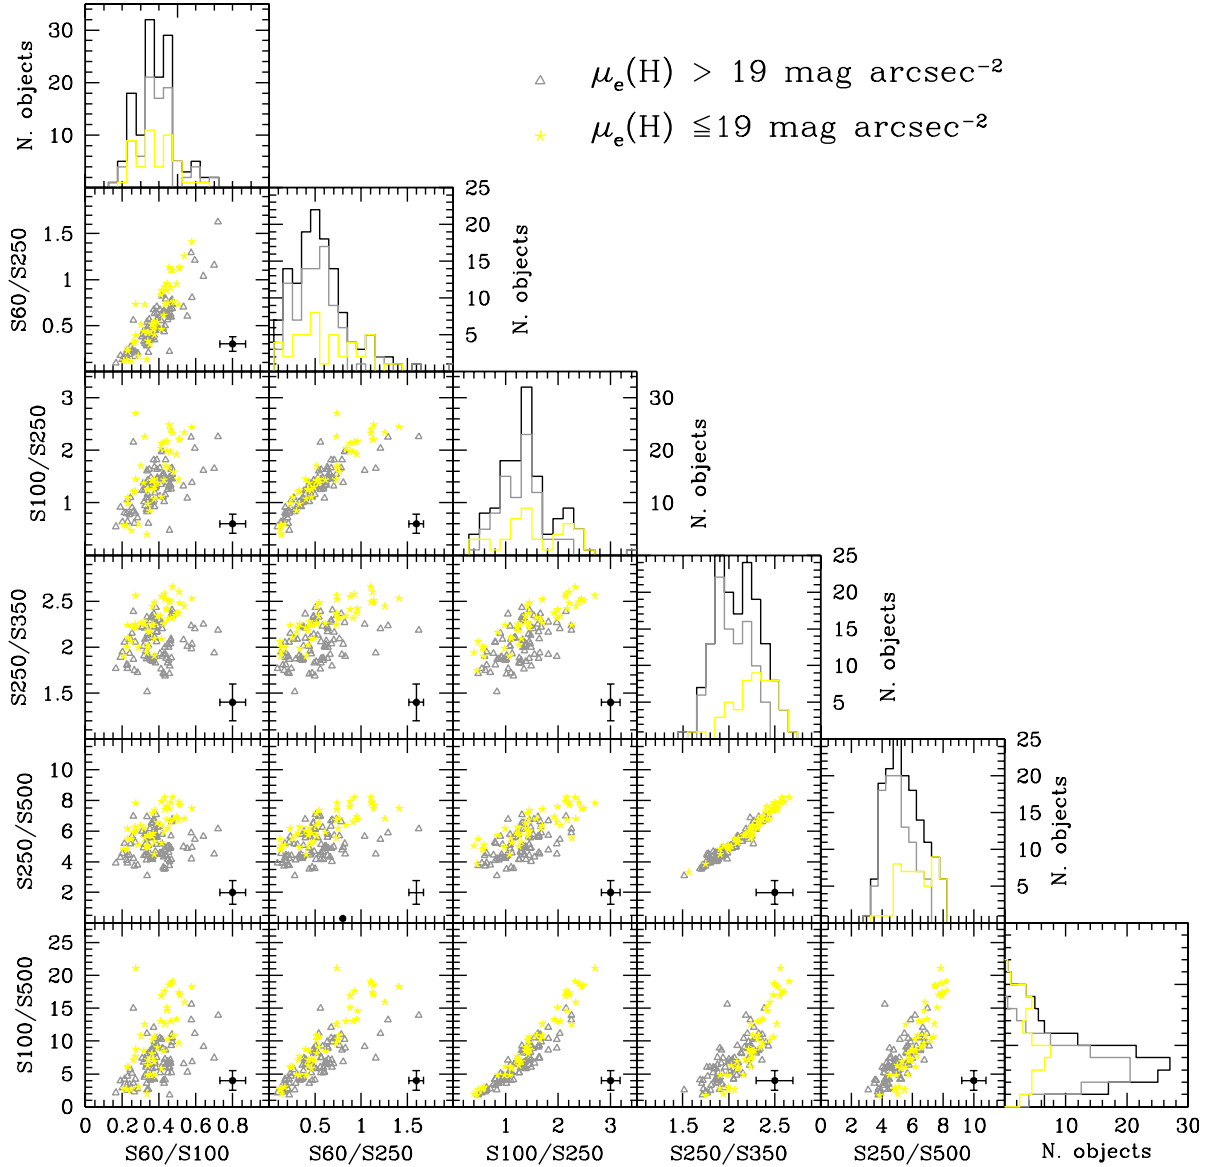 μe(H) > 19 mag arcsec−2
μe(H) ≦19 mag arcsec−2
N. objects
30
20
10
S60/S250
1.5
1
0.5
25
20
15
10
5
N. objects
S100/S250
3
2
1
30
20
10
N. objects
S250/S350
2.5
2
1.5
25
20
15
10
5
N. objects
S250/S500
10
8
6
4
2
25
20
15
10
5
N. objects
S100/S500
25
20
15
10
5
0
0 0.2 0.4 0.6 0.8
S60/S100
0.5 1 1.5
S60/S250
1 2 3
S100/S250
1.5 2 2.5
S250/S350
0 2 4 6 8 10
S250/S500
10 20 30
N. objects